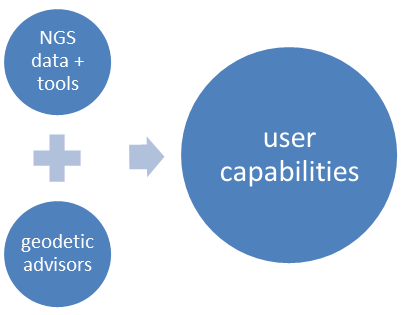 NGS
data +
tools
geodetic
advisors
user
capabilities